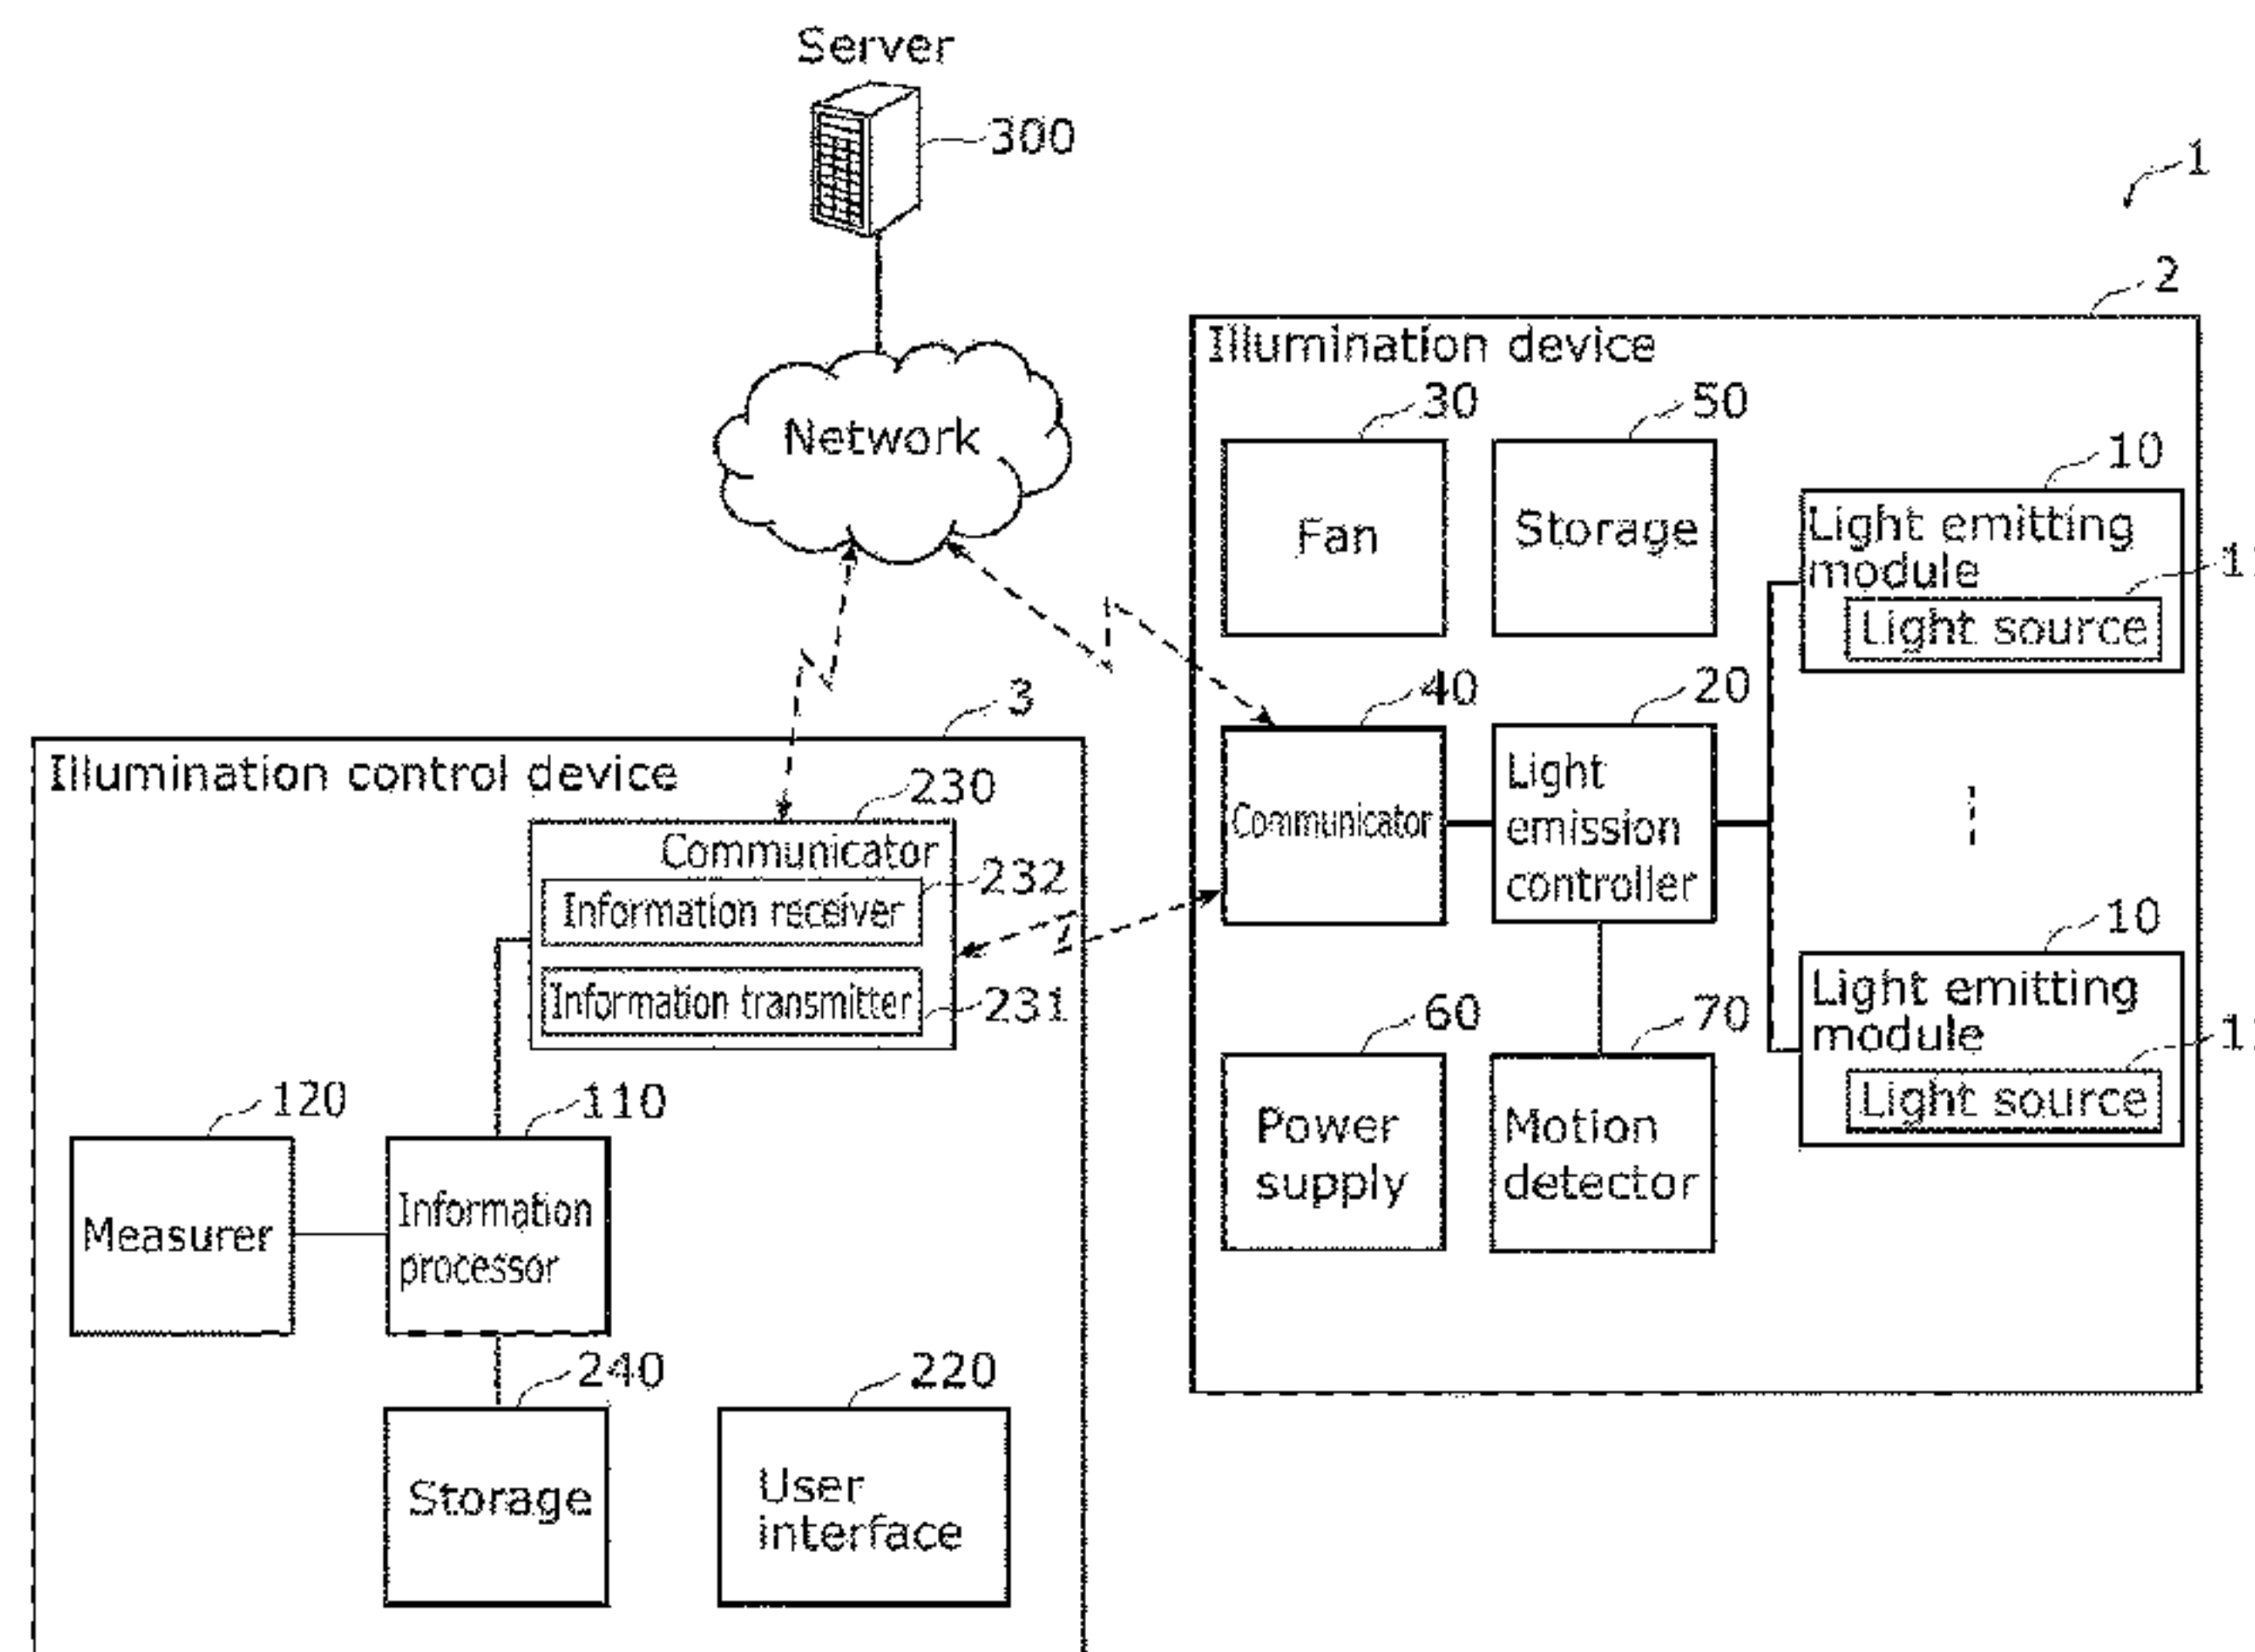 Server
300
1
Network
2
Illumination device
30
Fan
50
Storage
10
Light emitting
module
Light source
40
Communicator
20
Light
emission
controller
10
Light emitting
module
Light source
60
Power
supply
70
Motion
detector
3
Illumination control device
230
Communicator
232
Information receiver
231
Information transmitter
120
Measurer
110
Information
processor
240
Storage
220
User
interface